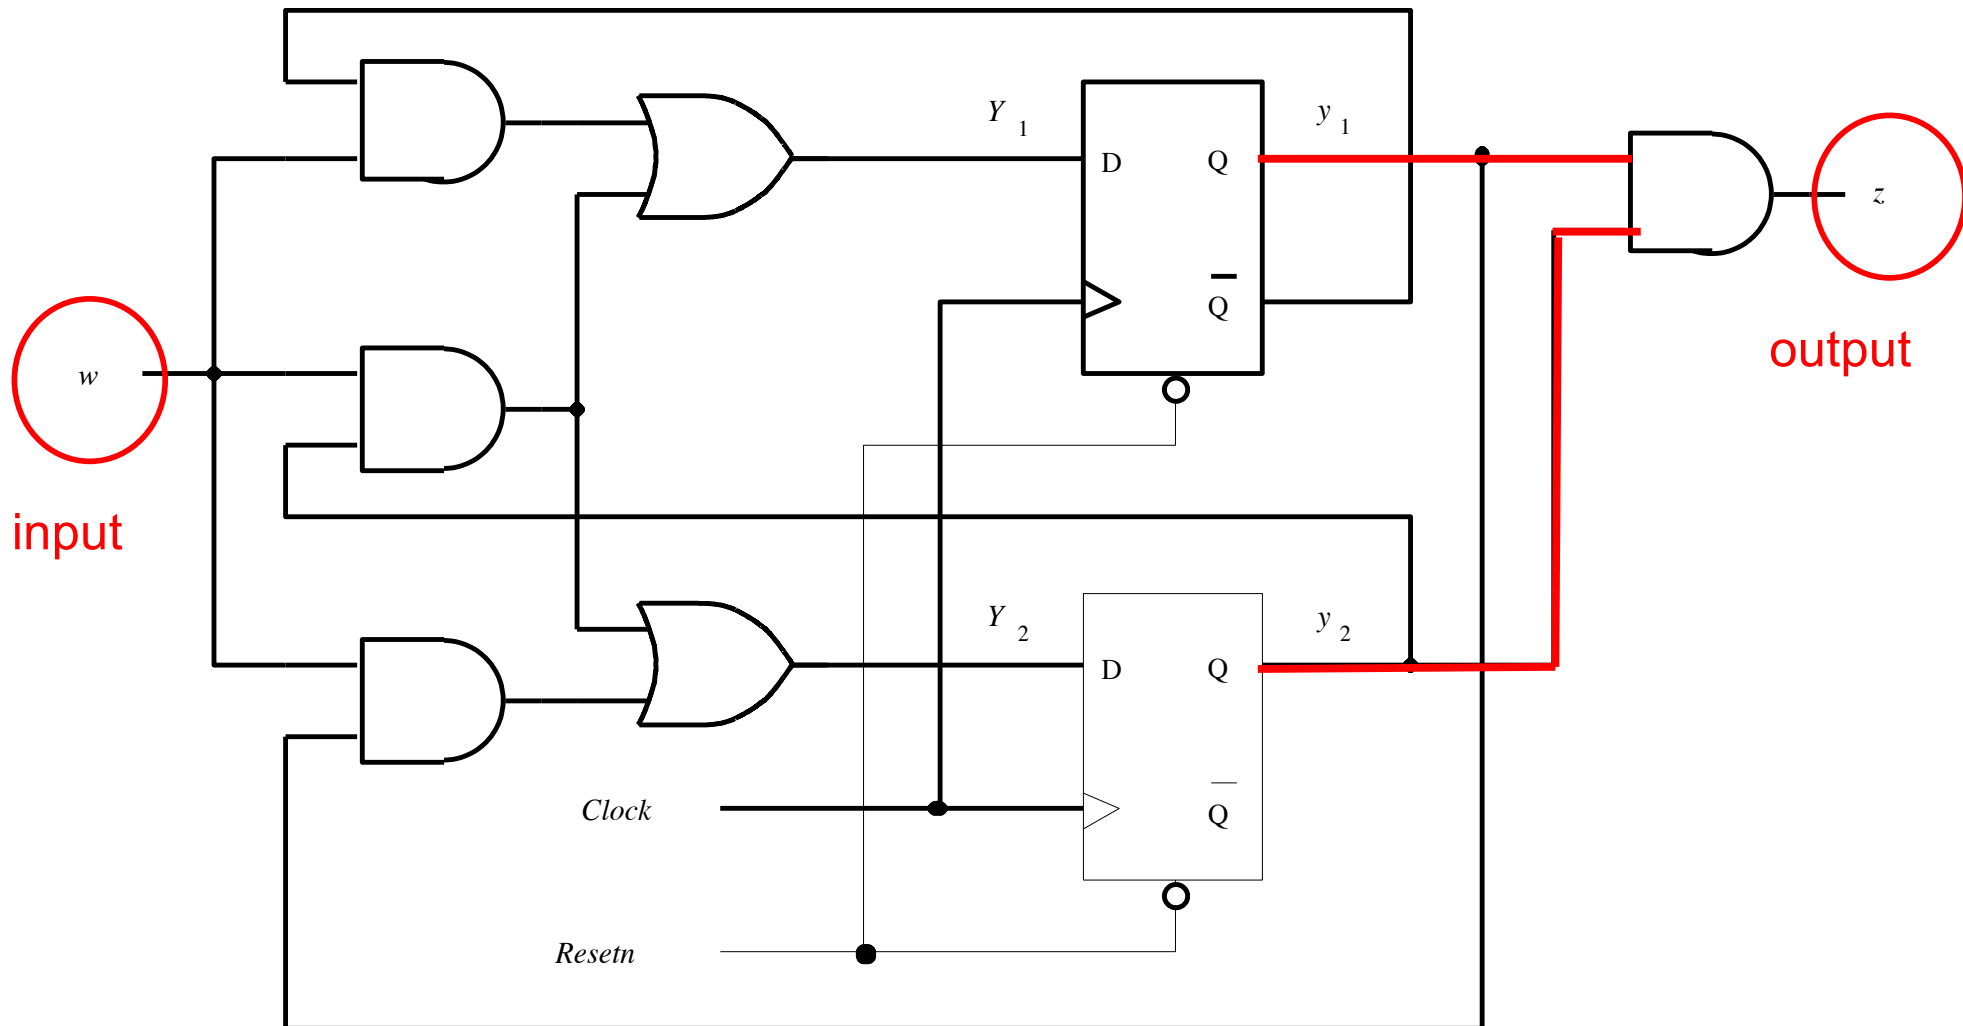 Y1
y1
D
Q
Q̅
z
output
w
input
Y2
y2
D
Q
Q̅
Clock
Resetn